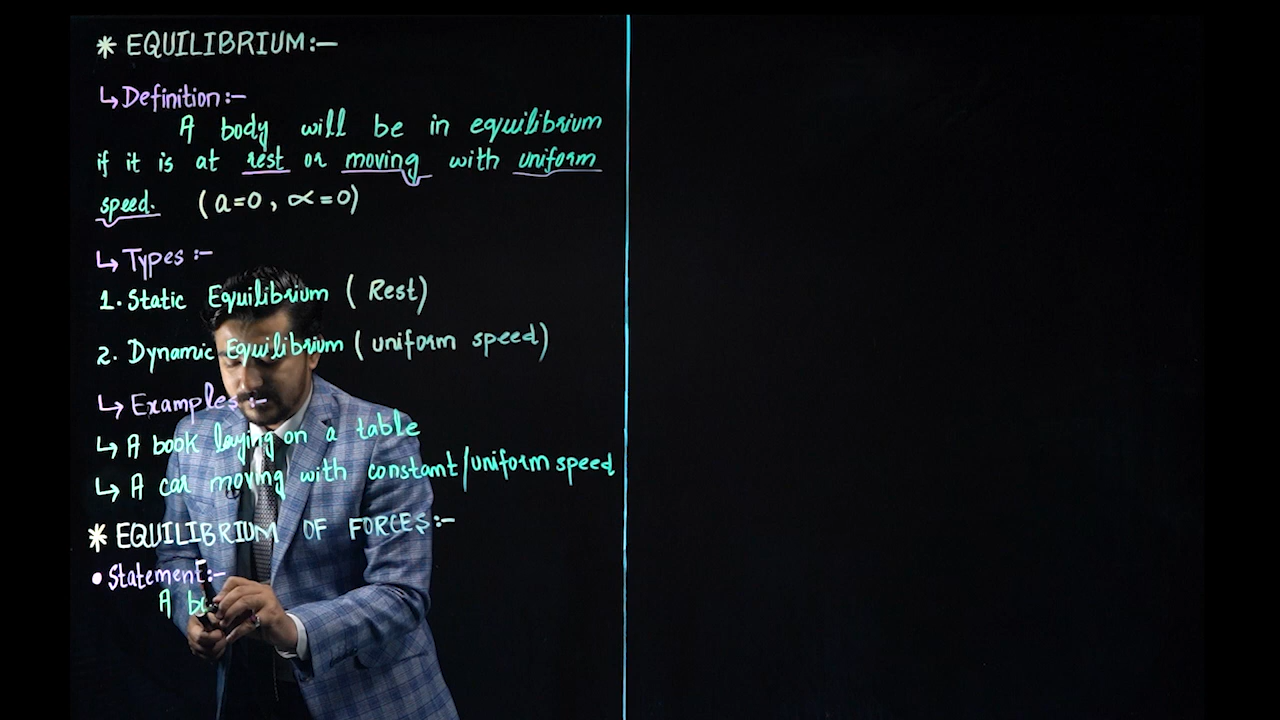 * EQUILIBRIUM:-
↳ Definition:-
A body will be in equilibrium
if it is at rest or moving with uniform
speed. (a=0, ∝=0)
↳ Types:-
1. Static Equilibrium (Rest)
2. Dynamic Equilibrium (uniform speed)
↳ Examples:-
↳ A book laying on a table
↳ A car moving with constant/uniform speed
* EQUILIBRIUM OF FORCES:-
• Statement:-
A